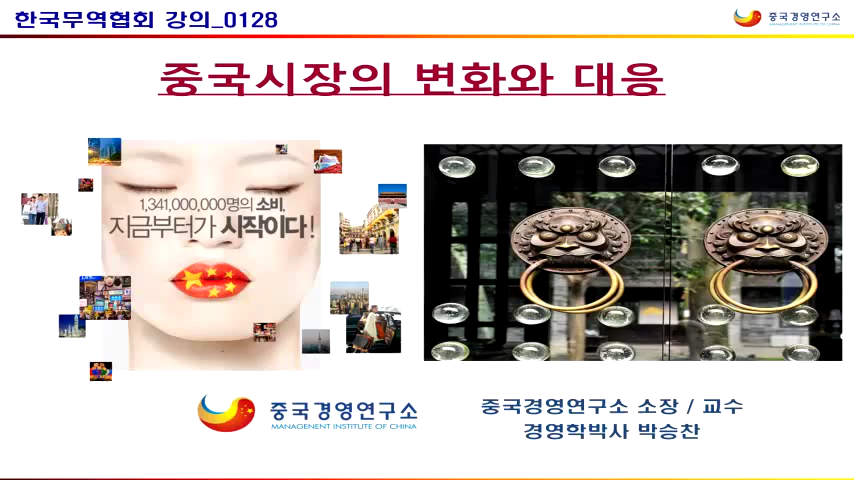 한국무역협회 강의_0128
중국경영연구소
MANAGEMENT INSTITUTE OF CHINA
중국시장의 변화와 대응
1,341,000,000명의 소비,
지금부터가 시작이다!
중국경영연구소
MANAGENENT INSTITUTE OF CHINA
중국경영연구소 소장 / 교수
경영학박사 박승찬